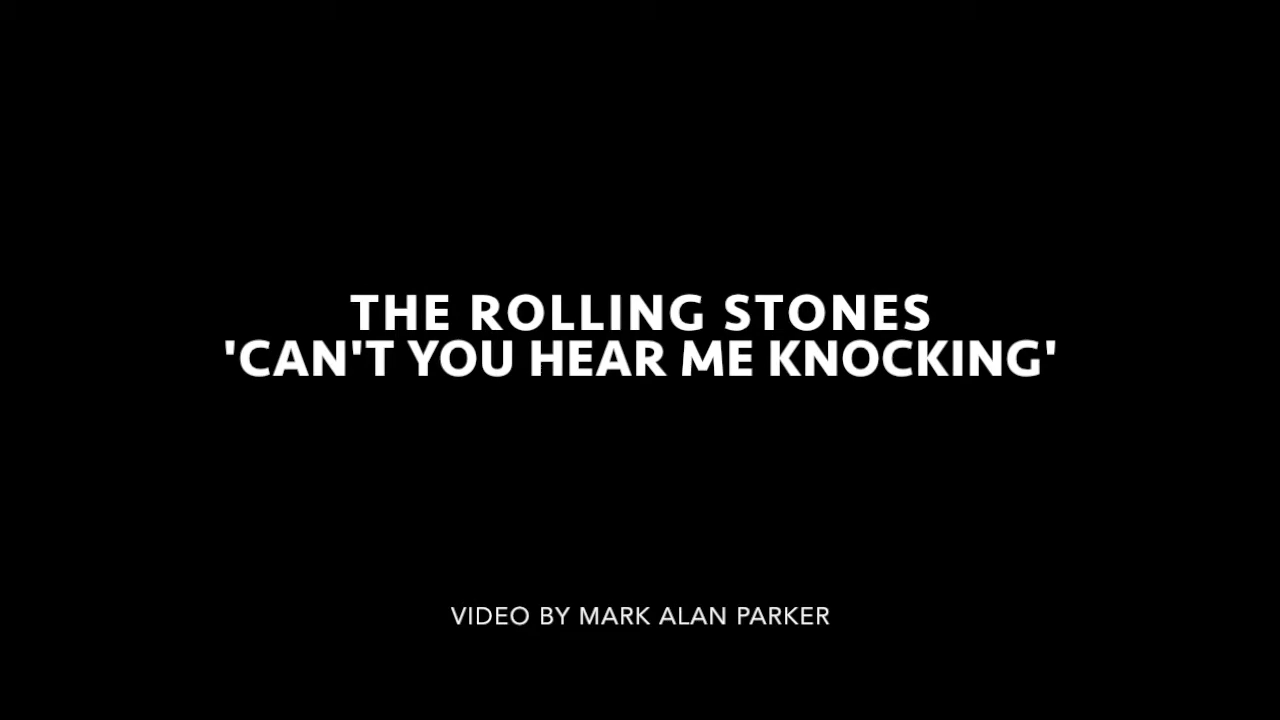 THE ROLLING STONES
'CAN'T YOU HEAR ME KNOCKING'
VIDEO BY MARK ALAN PARKER